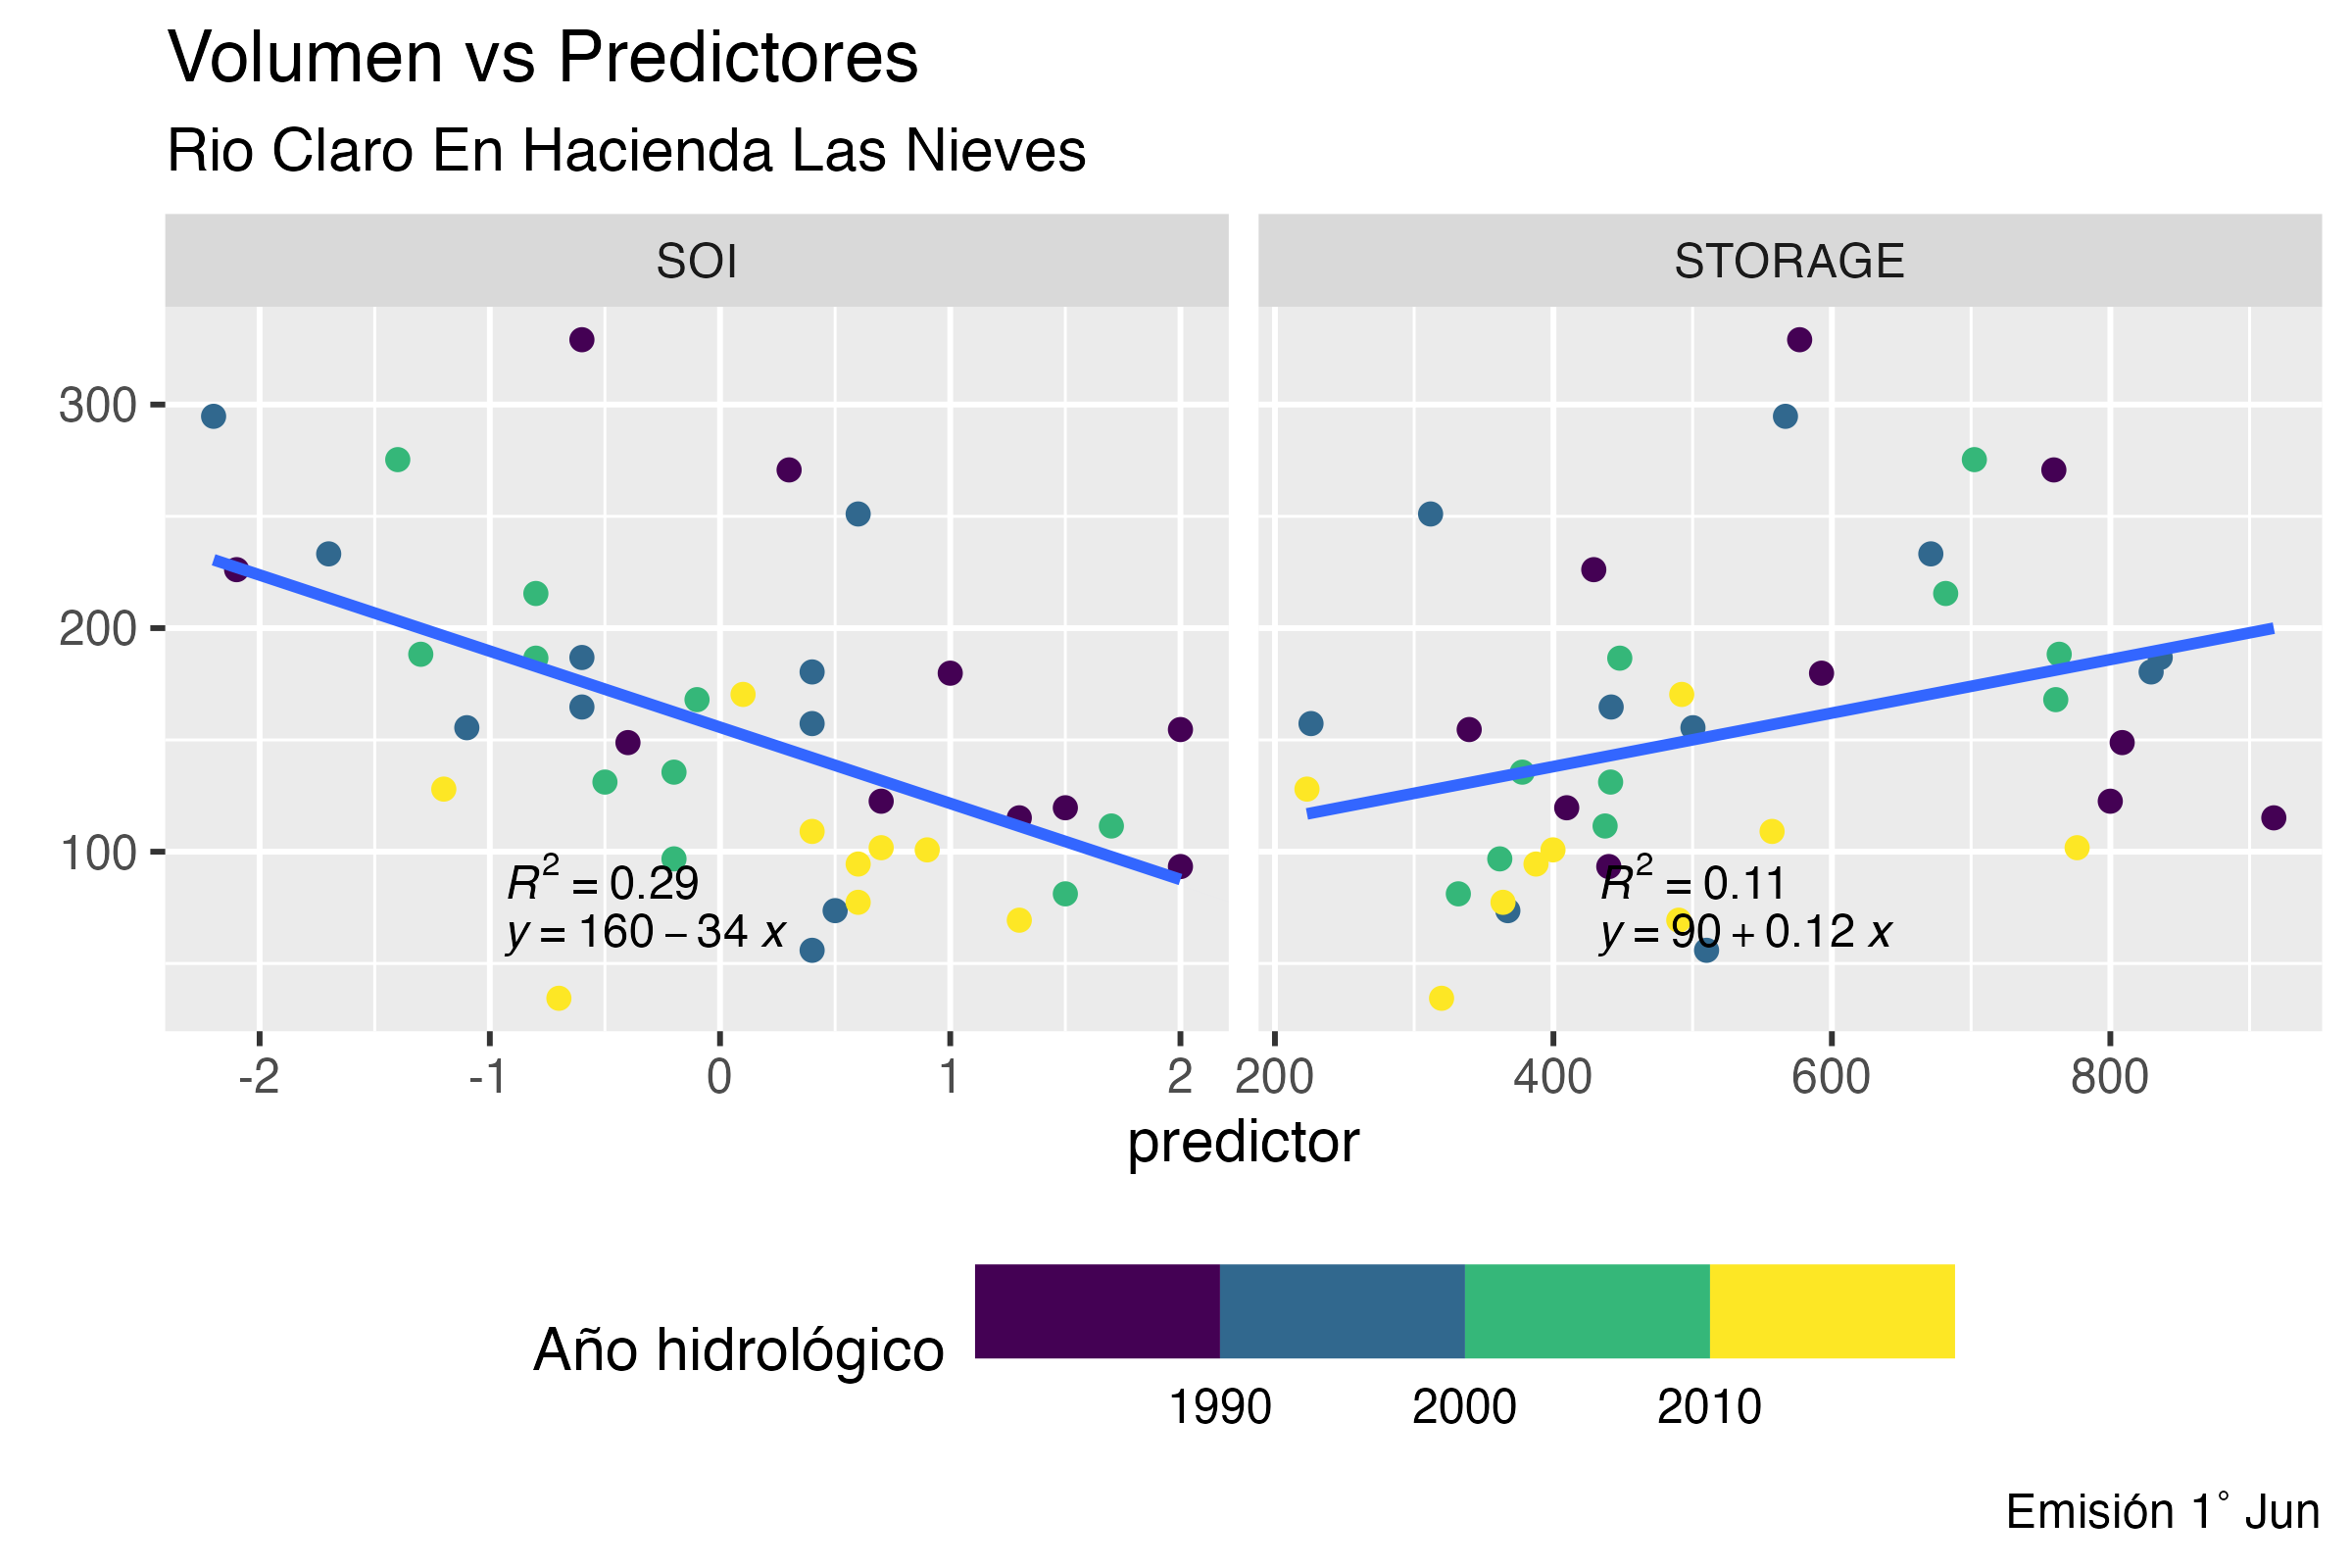 Volumen vs Predictores
Rio Claro En Hacienda Las Nieves
SOI
STORAGE
300
200
100
R² = 0.29
y = 160 − 34 x
R² = 0.11
y = 90 + 0.12 x
-2 -1 0 1 2 200 400 600 800
predictor
Año hidrológico
1990 2000 2010
Emisión 1° Jun